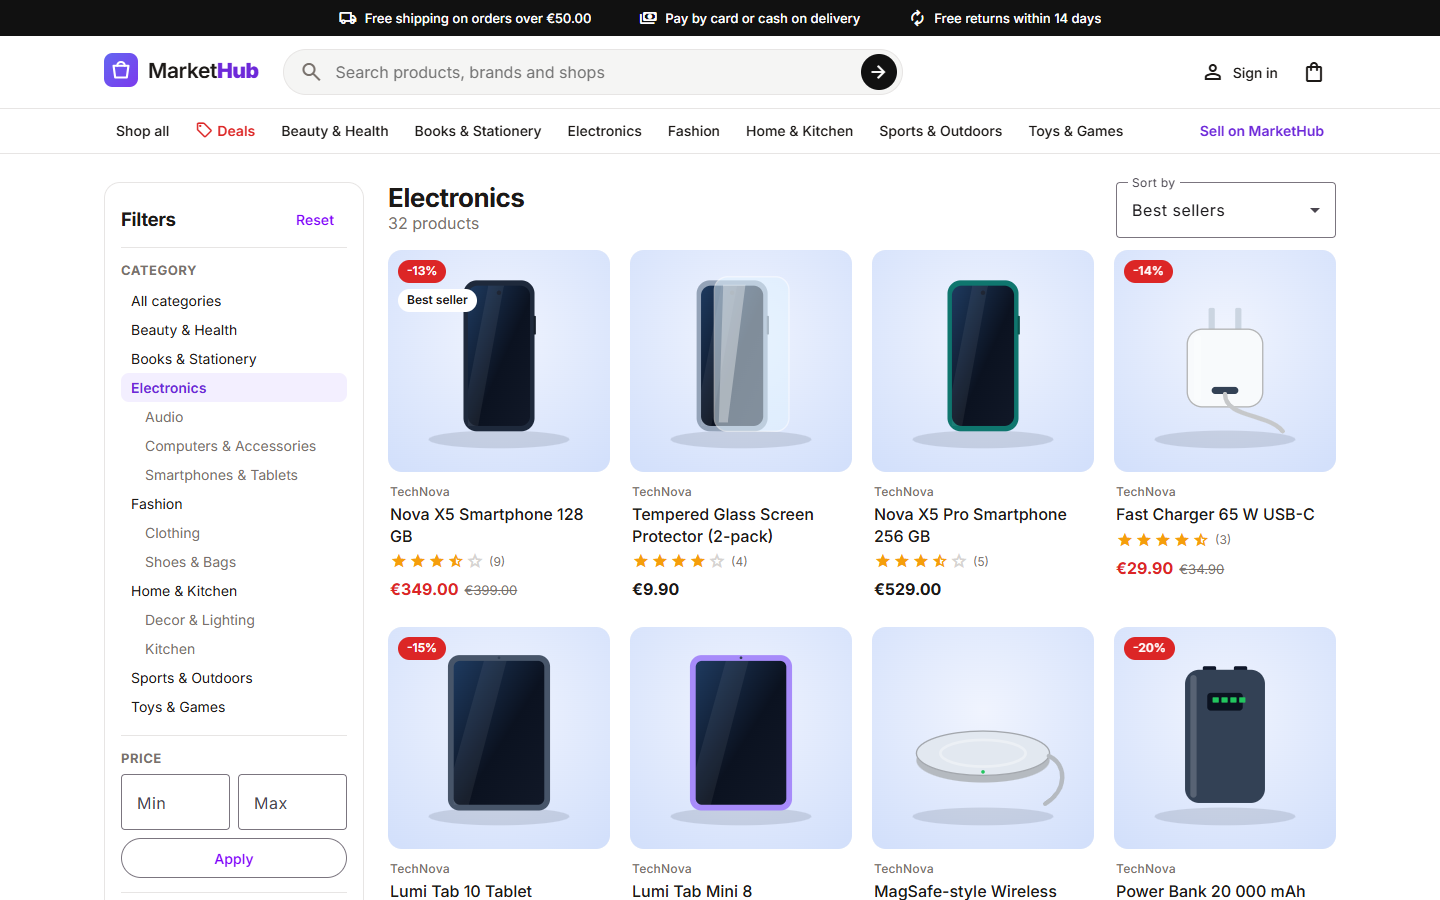 Free shipping on orders over €50.00
Pay by card or cash on delivery
Free returns within 14 days
MarketHub
Search products, brands and shops
Sign in
Shop all
Deals
Beauty & Health
Books & Stationery
Electronics
Fashion
Home & Kitchen
Sports & Outdoors
Toys & Games
Sell on MarketHub
Filters
Reset
CATEGORY
All categories
Beauty & Health
Books & Stationery
Electronics
Audio
Computers & Accessories
Smartphones & Tablets
Fashion
Clothing
Shoes & Bags
Home & Kitchen
Decor & Lighting
Kitchen
Sports & Outdoors
Toys & Games
PRICE
Min
Max
Apply
Electronics
32 products
Sort by
Best sellers
-13%
Best seller
TechNova
Nova X5 Smartphone 128
GB
(9)
€349.00 €399.00
TechNova
Tempered Glass Screen
Protector (2-pack)
(4)
€9.90
TechNova
Nova X5 Pro Smartphone
256 GB
(5)
€529.00
-14%
TechNova
Fast Charger 65 W USB-C
(3)
€29.90 €34.90
-15%
TechNova
Lumi Tab 10 Tablet
TechNova
Lumi Tab Mini 8
TechNova
MagSafe-style Wireless
-20%
TechNova
Power Bank 20 000 mAh